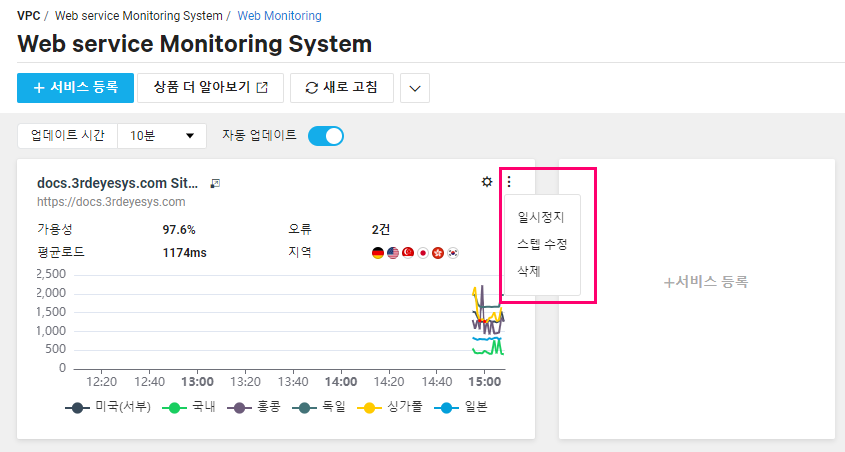 VPC / Web service Monitoring System / Web Monitoring
Web service Monitoring System
+ 서비스 등록 상품 더 알아보기 새로 고침
업데이트 시간 10분 자동 업데이트
docs.3rdeyesys.com Sit...
https://docs.3rdeyesys.com
가용성 97.6% 오류 2건
평균로드 1174ms 지역
일시정지
스텝 수정
삭제
+서비스 등록
2,500
2,000
1,500
1,000
500
0
12:20 12:40 13:00 13:20 13:40 14:00 14:20 14:40 15:00
미국(서부) 국내 홍콩 독일 싱가폴 일본